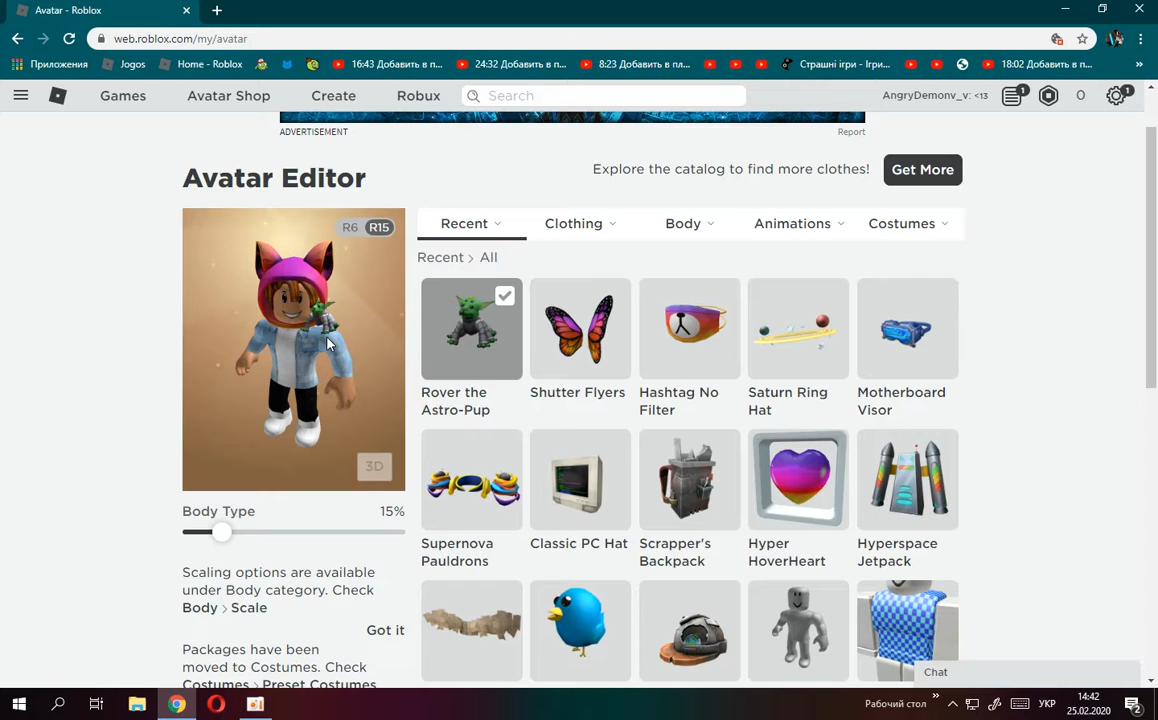 Avatar - Roblox
web.roblox.com/my/avatar
Приложения Jogos Home - Roblox 16:43 Добавить в п... 24:32 Добавить в п... 8:23 Добавить в пл... Страшні ігри - Ігри... 18:02 Добавить в п... »
Games Avatar Shop Create Robux Search AngryDemonv_v: <13 1 0 1
ADVERTISEMENT Report
Avatar Editor Explore the catalog to find more clothes! Get More
R6 R15
Recent Clothing Body Animations Costumes
Recent > All
Rover the Astro-Pup
Shutter Flyers
Hashtag No Filter
Saturn Ring Hat
Motherboard Visor
3D
Body Type 15%
Supernova Pauldrons
Classic PC Hat
Scrapper's Backpack
Hyper HoverHeart
Hyperspace Jetpack
Scaling options are available
under Body category. Check
Body > Scale
Got it
Packages have been
moved to Costumes. Check
Costumes > Preset Costumes
Chat
Рабочий стол » УКР 14:42
25.02.2020 2